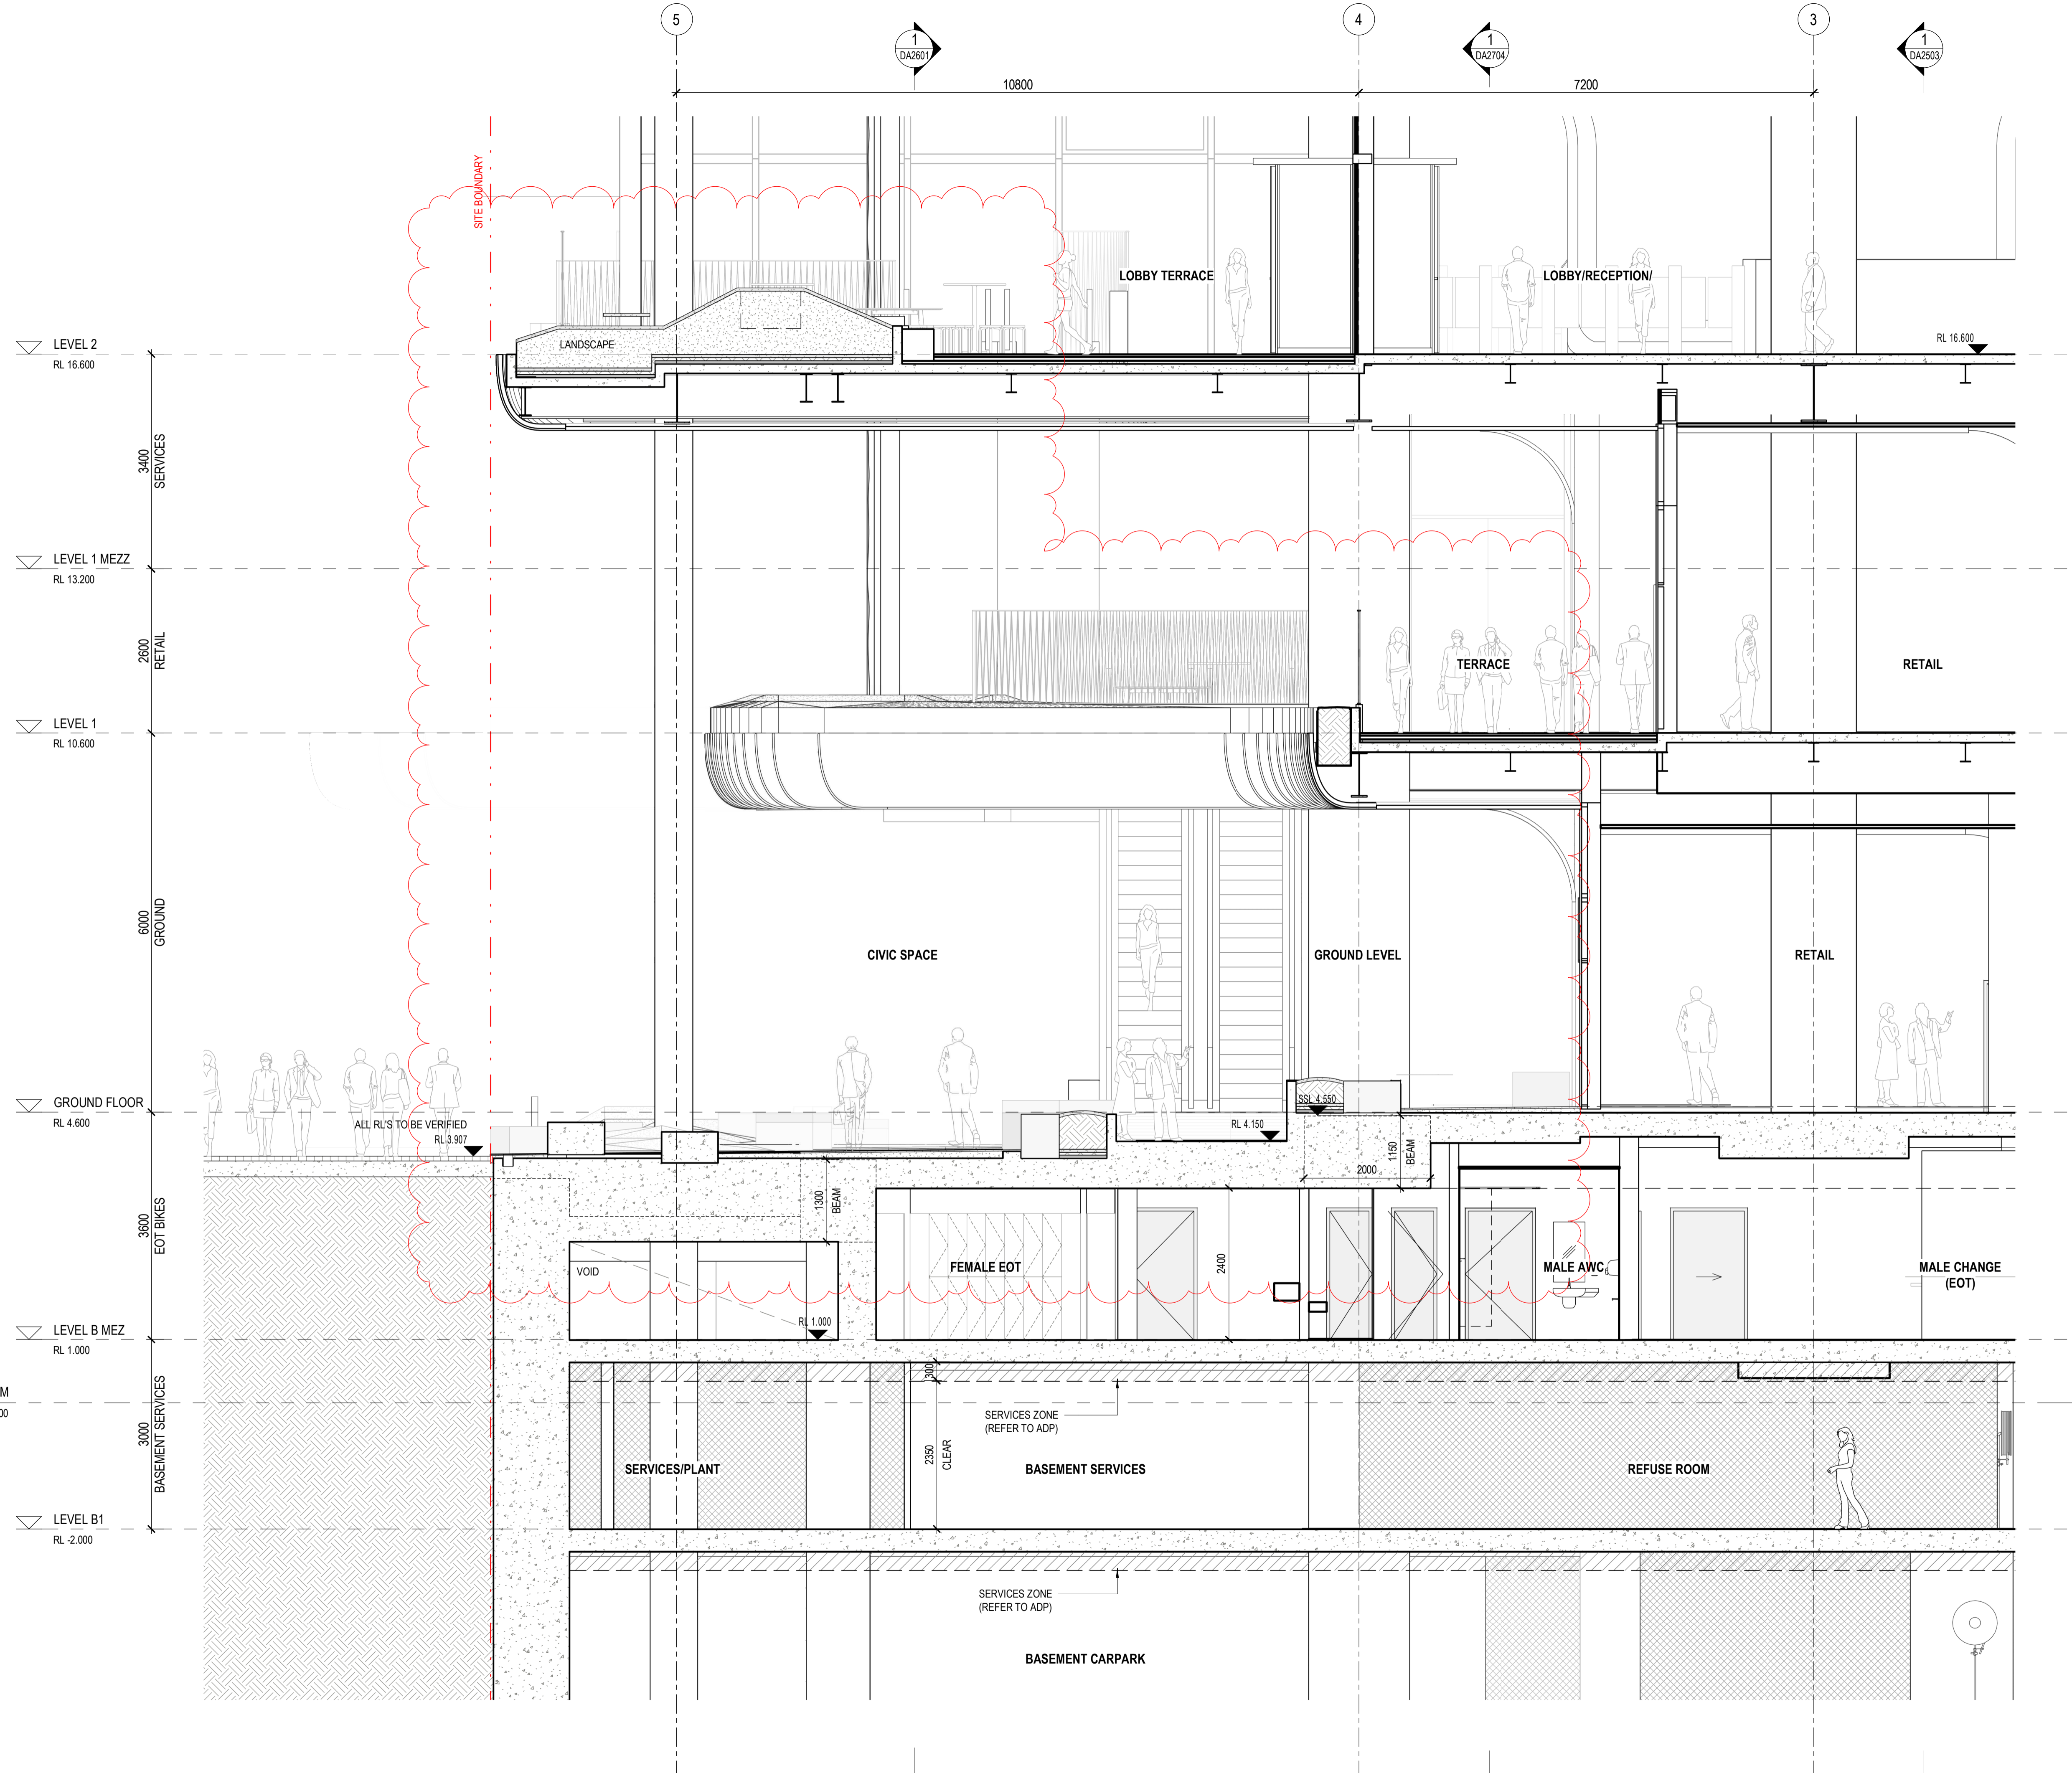 5
4
3
1
DA2601
1
DA2704
1
DA2503
10800
7200
SITE BOUNDARY
LOBBY TERRACE
LOBBY/RECEPTION/
LEVEL 2
RL 16.600
LANDSCAPE
RL 16.600
3400
SERVICES
LEVEL 1 MEZZ
RL 13.200
2600
RETAIL
TERRACE
RETAIL
LEVEL 1
RL 10.600
6000
GROUND
CIVIC SPACE
GROUND LEVEL
RETAIL
GROUND FLOOR
RL 4.600
ALL RL'S TO BE VERIFIED
RL 3.907
SSL 4.550
RL 4.150
1150
BEAM
2000
1300
BEAM
3600
EOT BIKES
VOID
FEMALE EOT
2400
MALE AWC
MALE CHANGE
(EOT)
RL 1.000
LEVEL B MEZ
RL 1.000
300
M
00
3000
BASEMENT SERVICES
SERVICES ZONE
(REFER TO ADP)
2350
CLEAR
SERVICES/PLANT
BASEMENT SERVICES
REFUSE ROOM
LEVEL B1
RL -2.000
SERVICES ZONE
(REFER TO ADP)
BASEMENT CARPARK